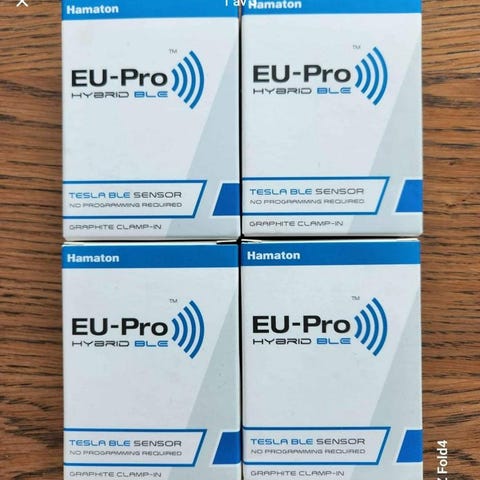 Hamaton
EU-Pro
TM
HYBRID BLE
TESLA BLE SENSOR
NO PROGRAMMING REQUIRED
GRAPHITE CLAMP-IN
Hamaton
EU-Pro
TM
HYBRID BLE
TESLA BLE SENSOR
NO PROGRAMMING REQUIRED
GRAPHITE CLAMP-IN
Hamaton
EU-Pro
TM
HYBRID BLE
TESLA BLE SENSOR
NO PROGRAMMING REQUIRED
GRAPHITE CLAMP-IN
Hamaton
EU-Pro
TM
HYBRID BLE
TESLA BLE SENSOR
NO PROGRAMMING REQUIRED
GRAPHITE CLAMP-IN
Z Fold4